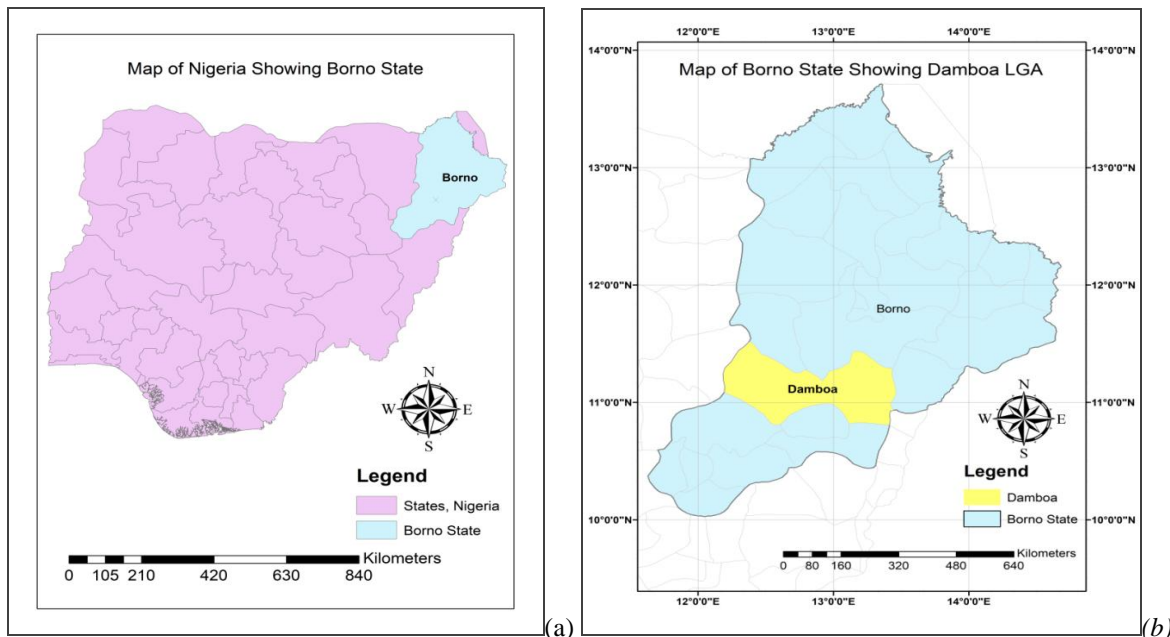 Map of Nigeria Showing Borno State
Borno
N
W E
S
Legend
States, Nigeria
Borno State
Kilometers
0 105 210 420 630 840
(a)
12°0'0"N 13°0'0"N 14°0'0"N
14°0'0"N 14°0'0"N
Map of Borno State Showing Damboa LGA
13°0'0"N 13°0'0"N
12°0'0"N 12°0'0"N
Borno
Damboa
11°0'0"N 11°0'0"N
N
W E
S
Legend
Damboa
Borno State
10°0'0"N 10°0'0"N
Kilometers
0 80 160 320 480 640
12°0'0"N 13°0'0"N 14°0'0"N
(b)